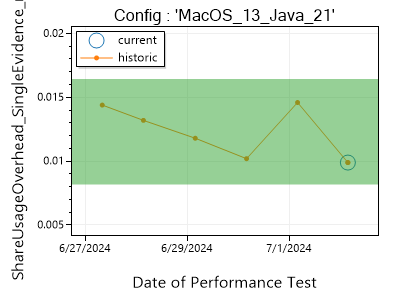 Config : 'MacOS_13_Java_21'
ShareUsageOverhead_SingleEvidence_
0.02
0.015
0.01
0.005
current
historic
6/27/2024
6/29/2024
7/1/2024
Date of Performance Test